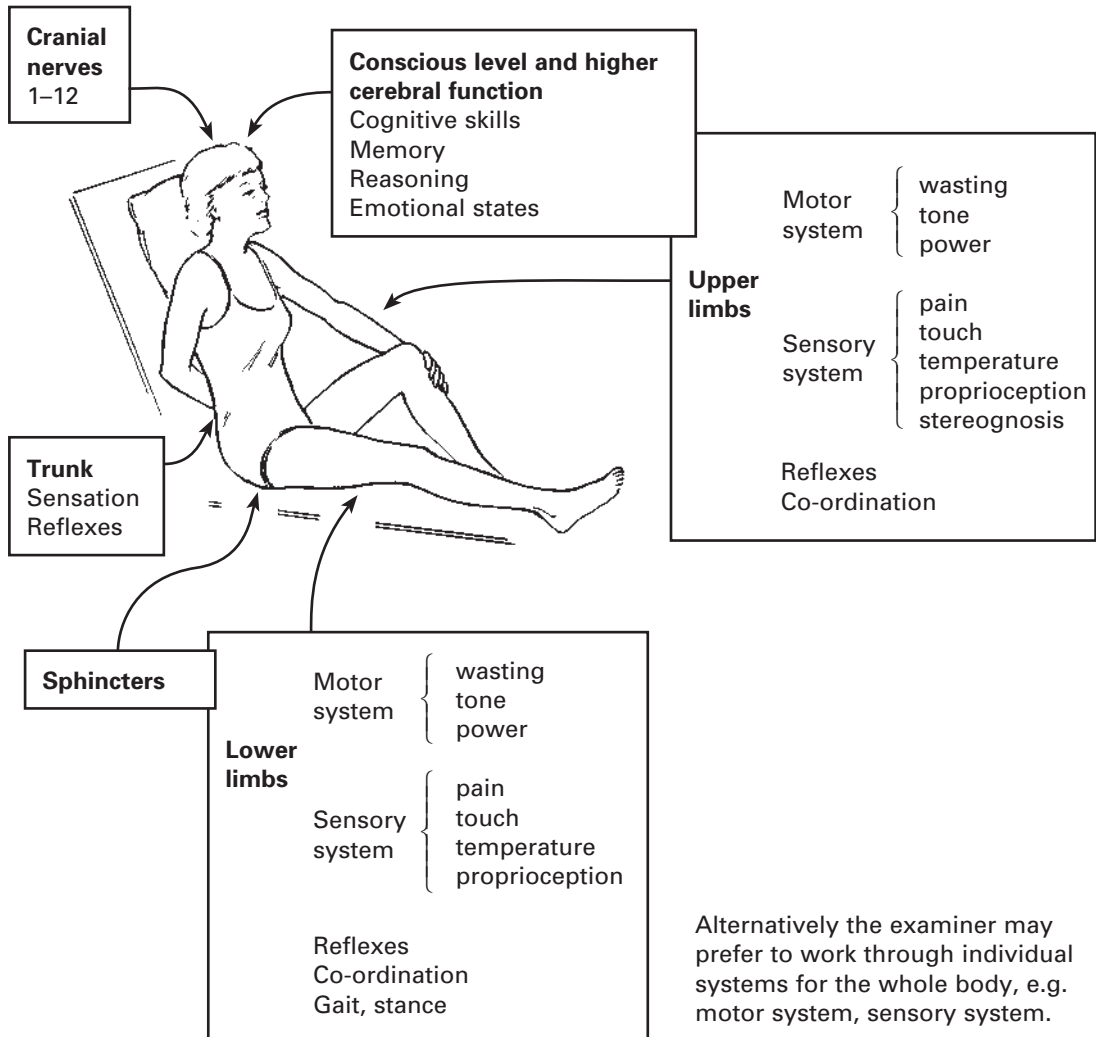 Cranial
nerves
1–12
Conscious level and higher
cerebral function
Cognitive skills
Memory
Reasoning
Emotional states
Upper
limbs
Motor
system
wasting
tone
power
Sensory
system
pain
touch
temperature
proprioception
stereognosis
Reflexes
Co-ordination
Trunk
Sensation
Reflexes
Sphincters
Lower
limbs
Motor
system
wasting
tone
power
Sensory
system
pain
touch
temperature
proprioception
Reflexes
Co-ordination
Gait, stance
Alternatively the examiner may
prefer to work through individual
systems for the whole body, e.g.
motor system, sensory system.